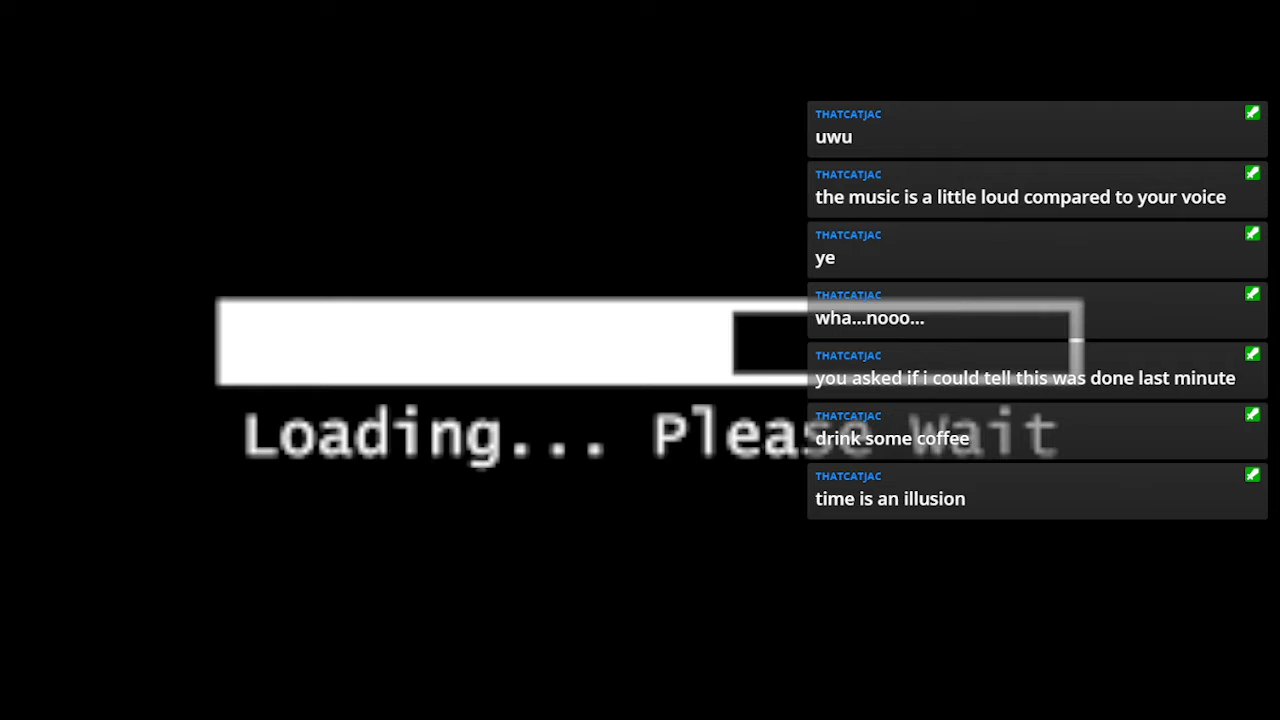 THATCATJAC
uwu
THATCATJAC
the music is a little loud compared to your voice
THATCATJAC
ye
THATCATJAC
wha...nooo...
THATCATJAC
you asked if i could tell this was done last minute
THATCATJAC
drink some coffee
THATCATJAC
time is an illusion
Loading... Please Wait